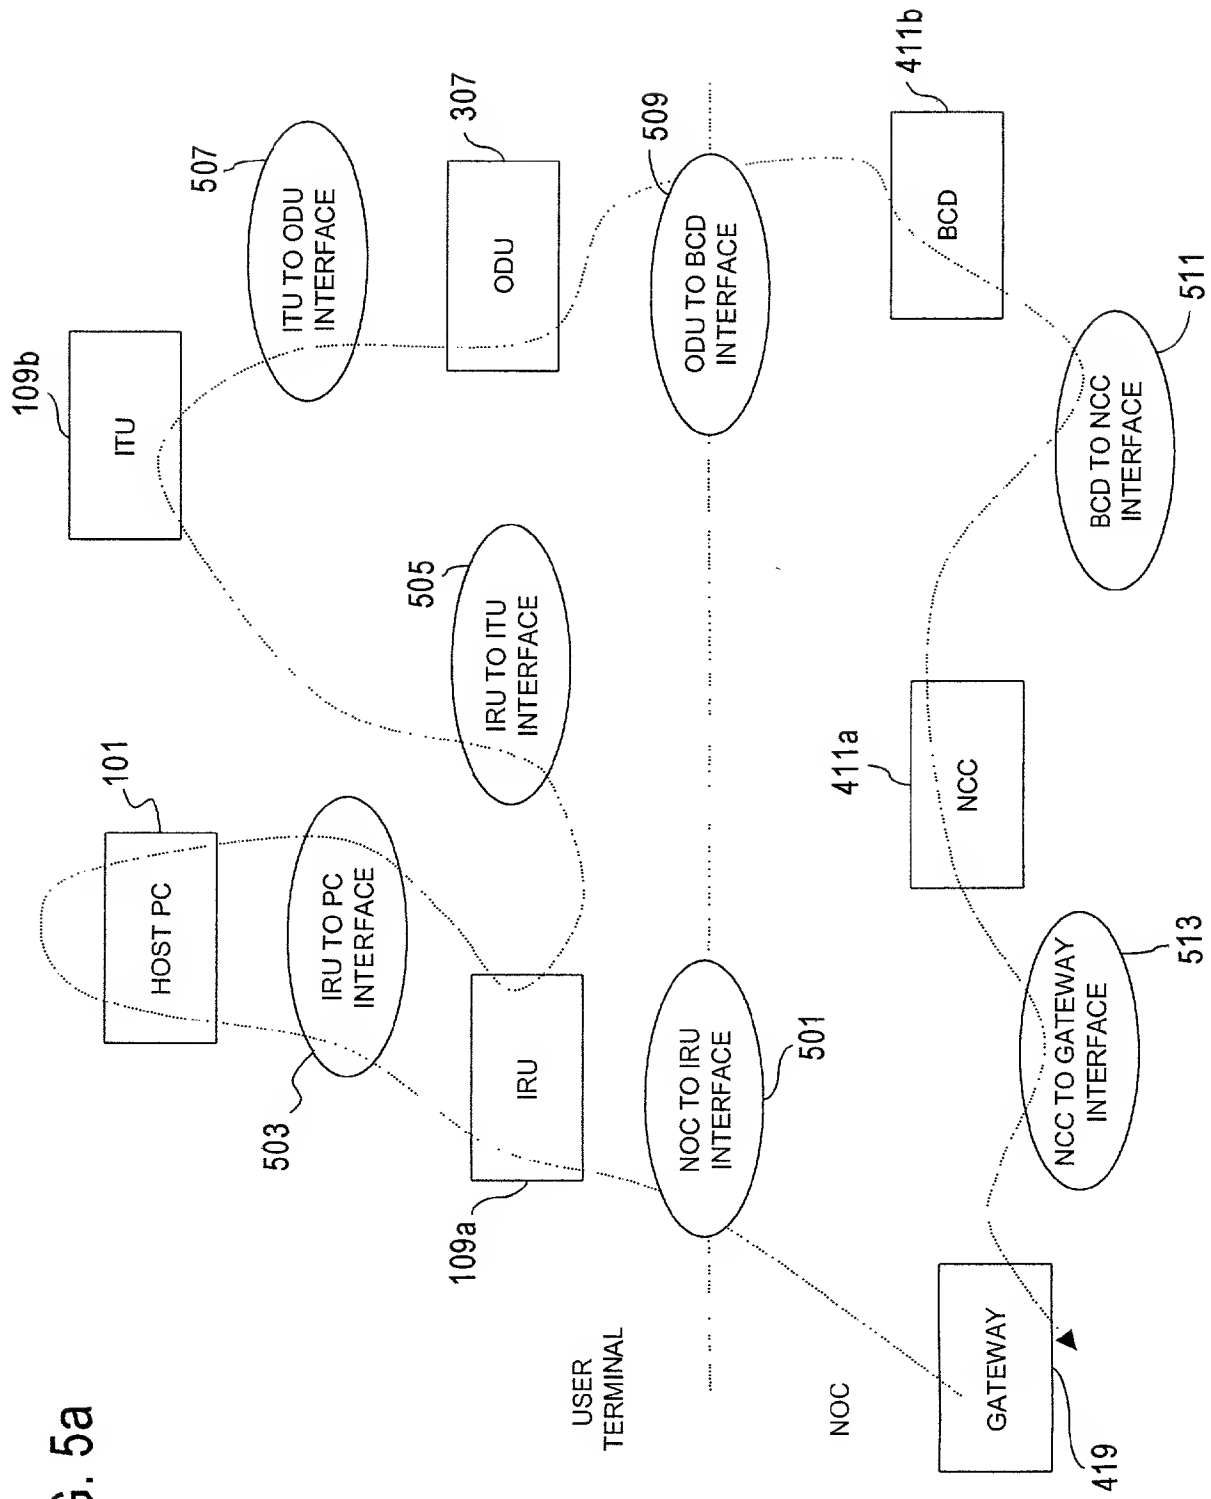 G. 5a
109b
ITU
101
HOST PC
507
ITU TO ODU
INTERFACE
503
IRU TO PC
INTERFACE
505
IRU TO ITU
INTERFACE
307
ODU
109a
IRU
USER
TERMINAL
509
ODU TO BCD
INTERFACE
NOC TO IRU
INTERFACE
501
NOC
411a
NCC
411b
BCD
GATEWAY
419
NCC TO GATEWAY
INTERFACE
513
BCD TO NCC
INTERFACE
511